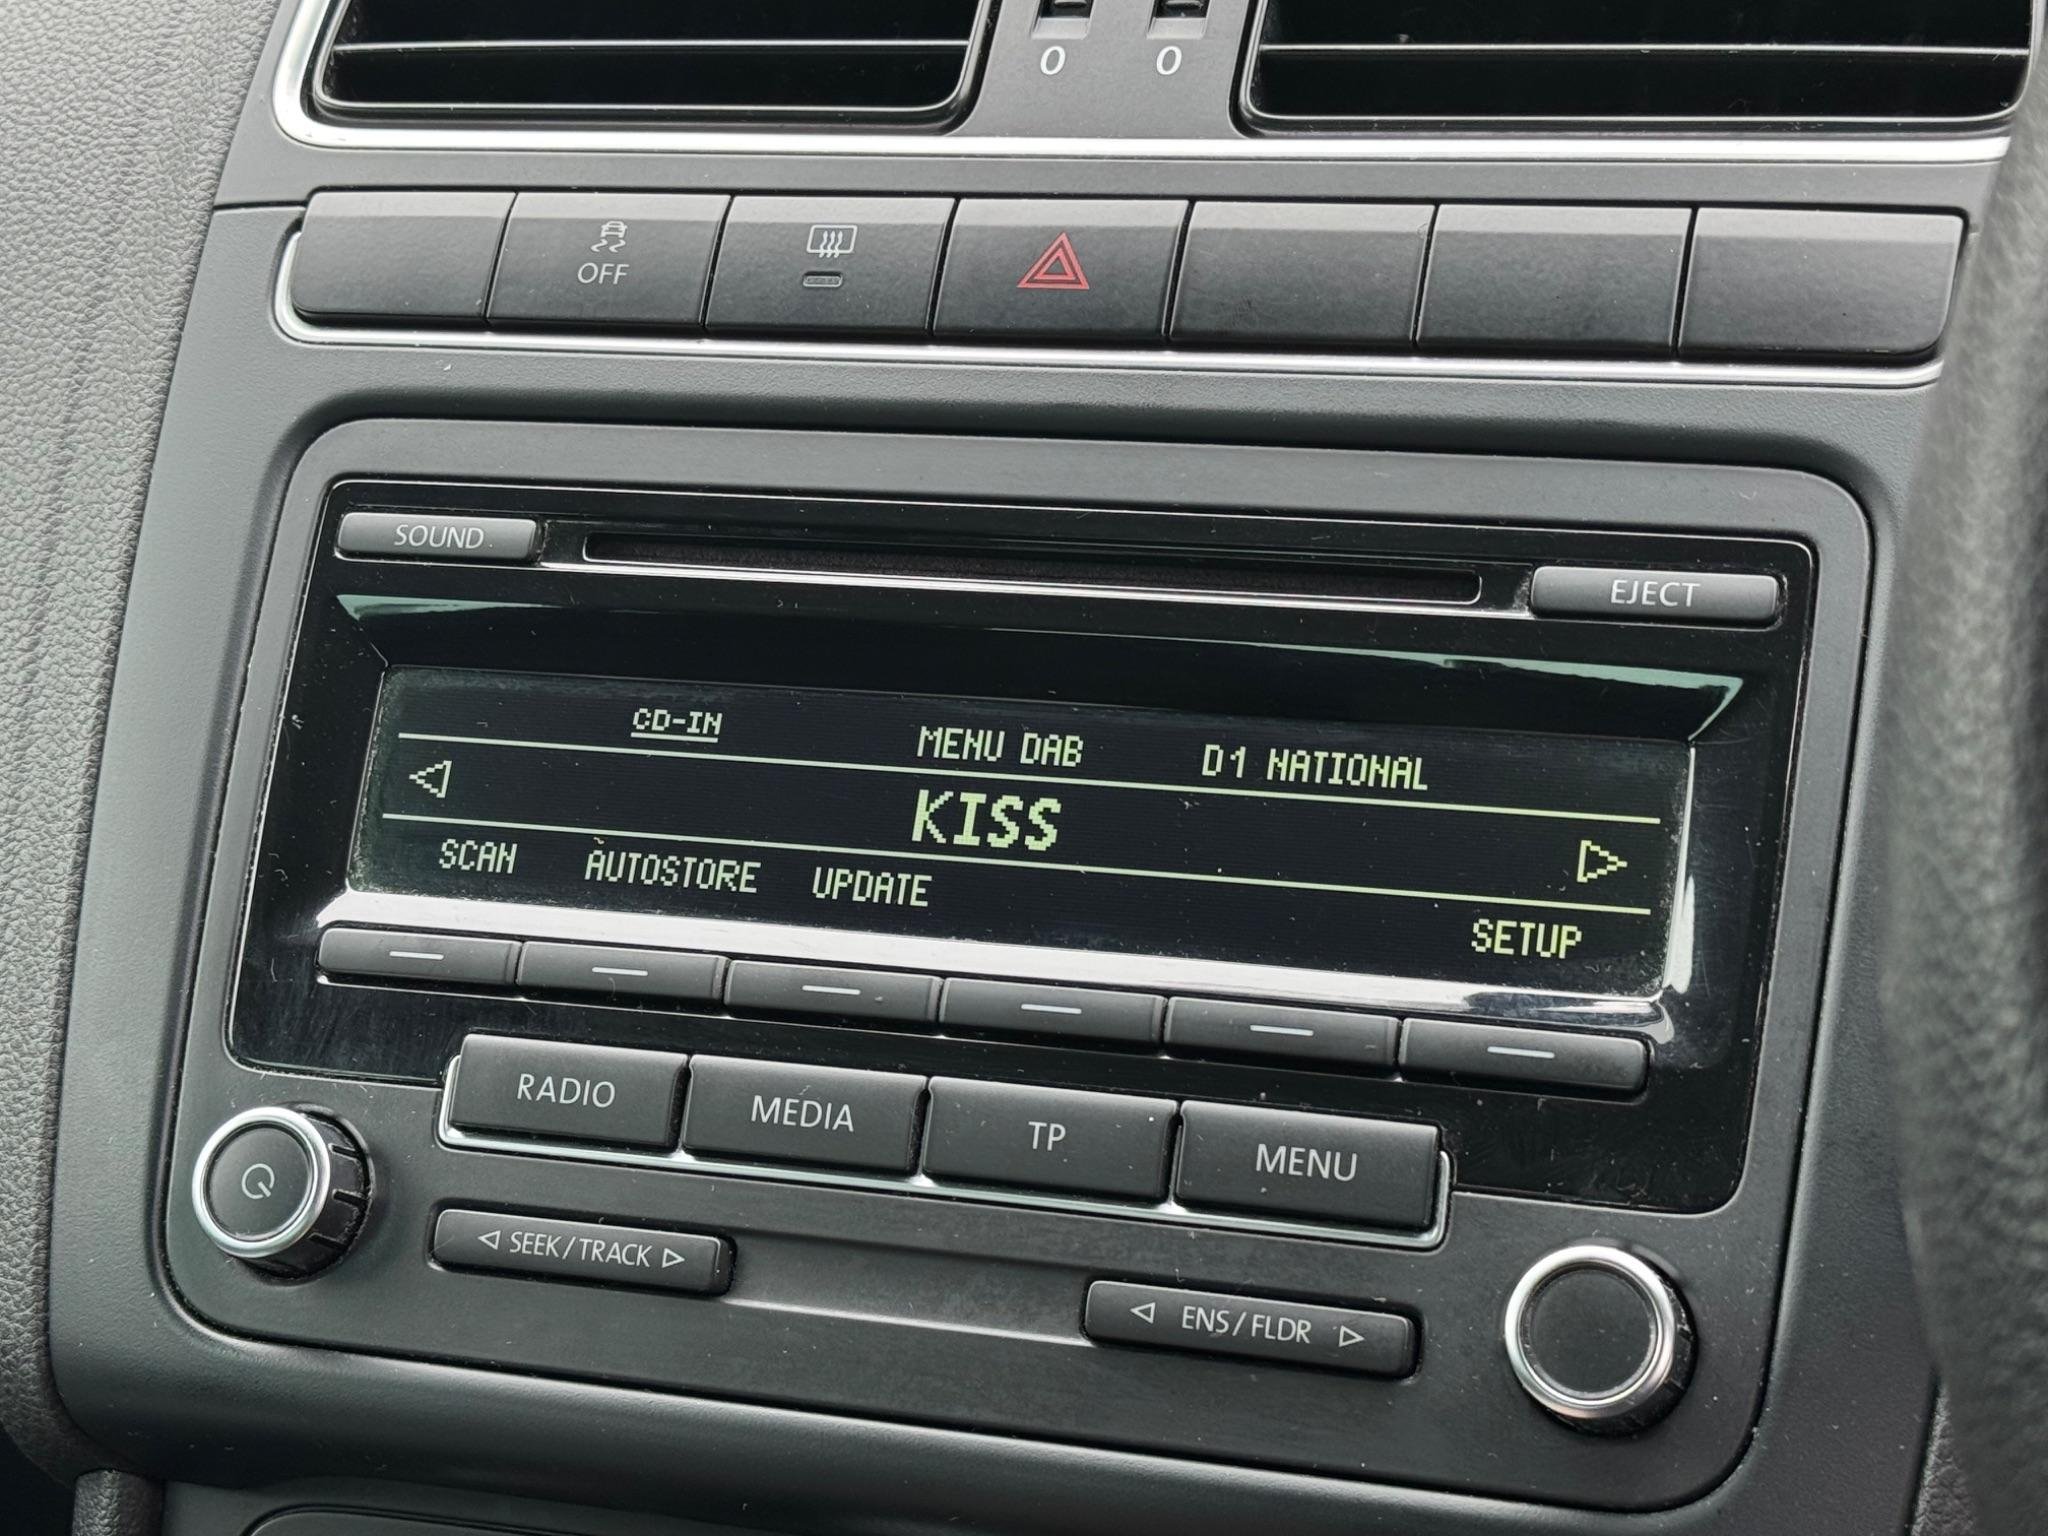 0 0
OFF
SOUND
EJECT
CD-IN MENU DAB D1 NATIONAL
KISS
SCAN AUTOSTORE UPDATE SETUP
RADIO MEDIA TP MENU
SEEK/TRACK
ENS/FLDR